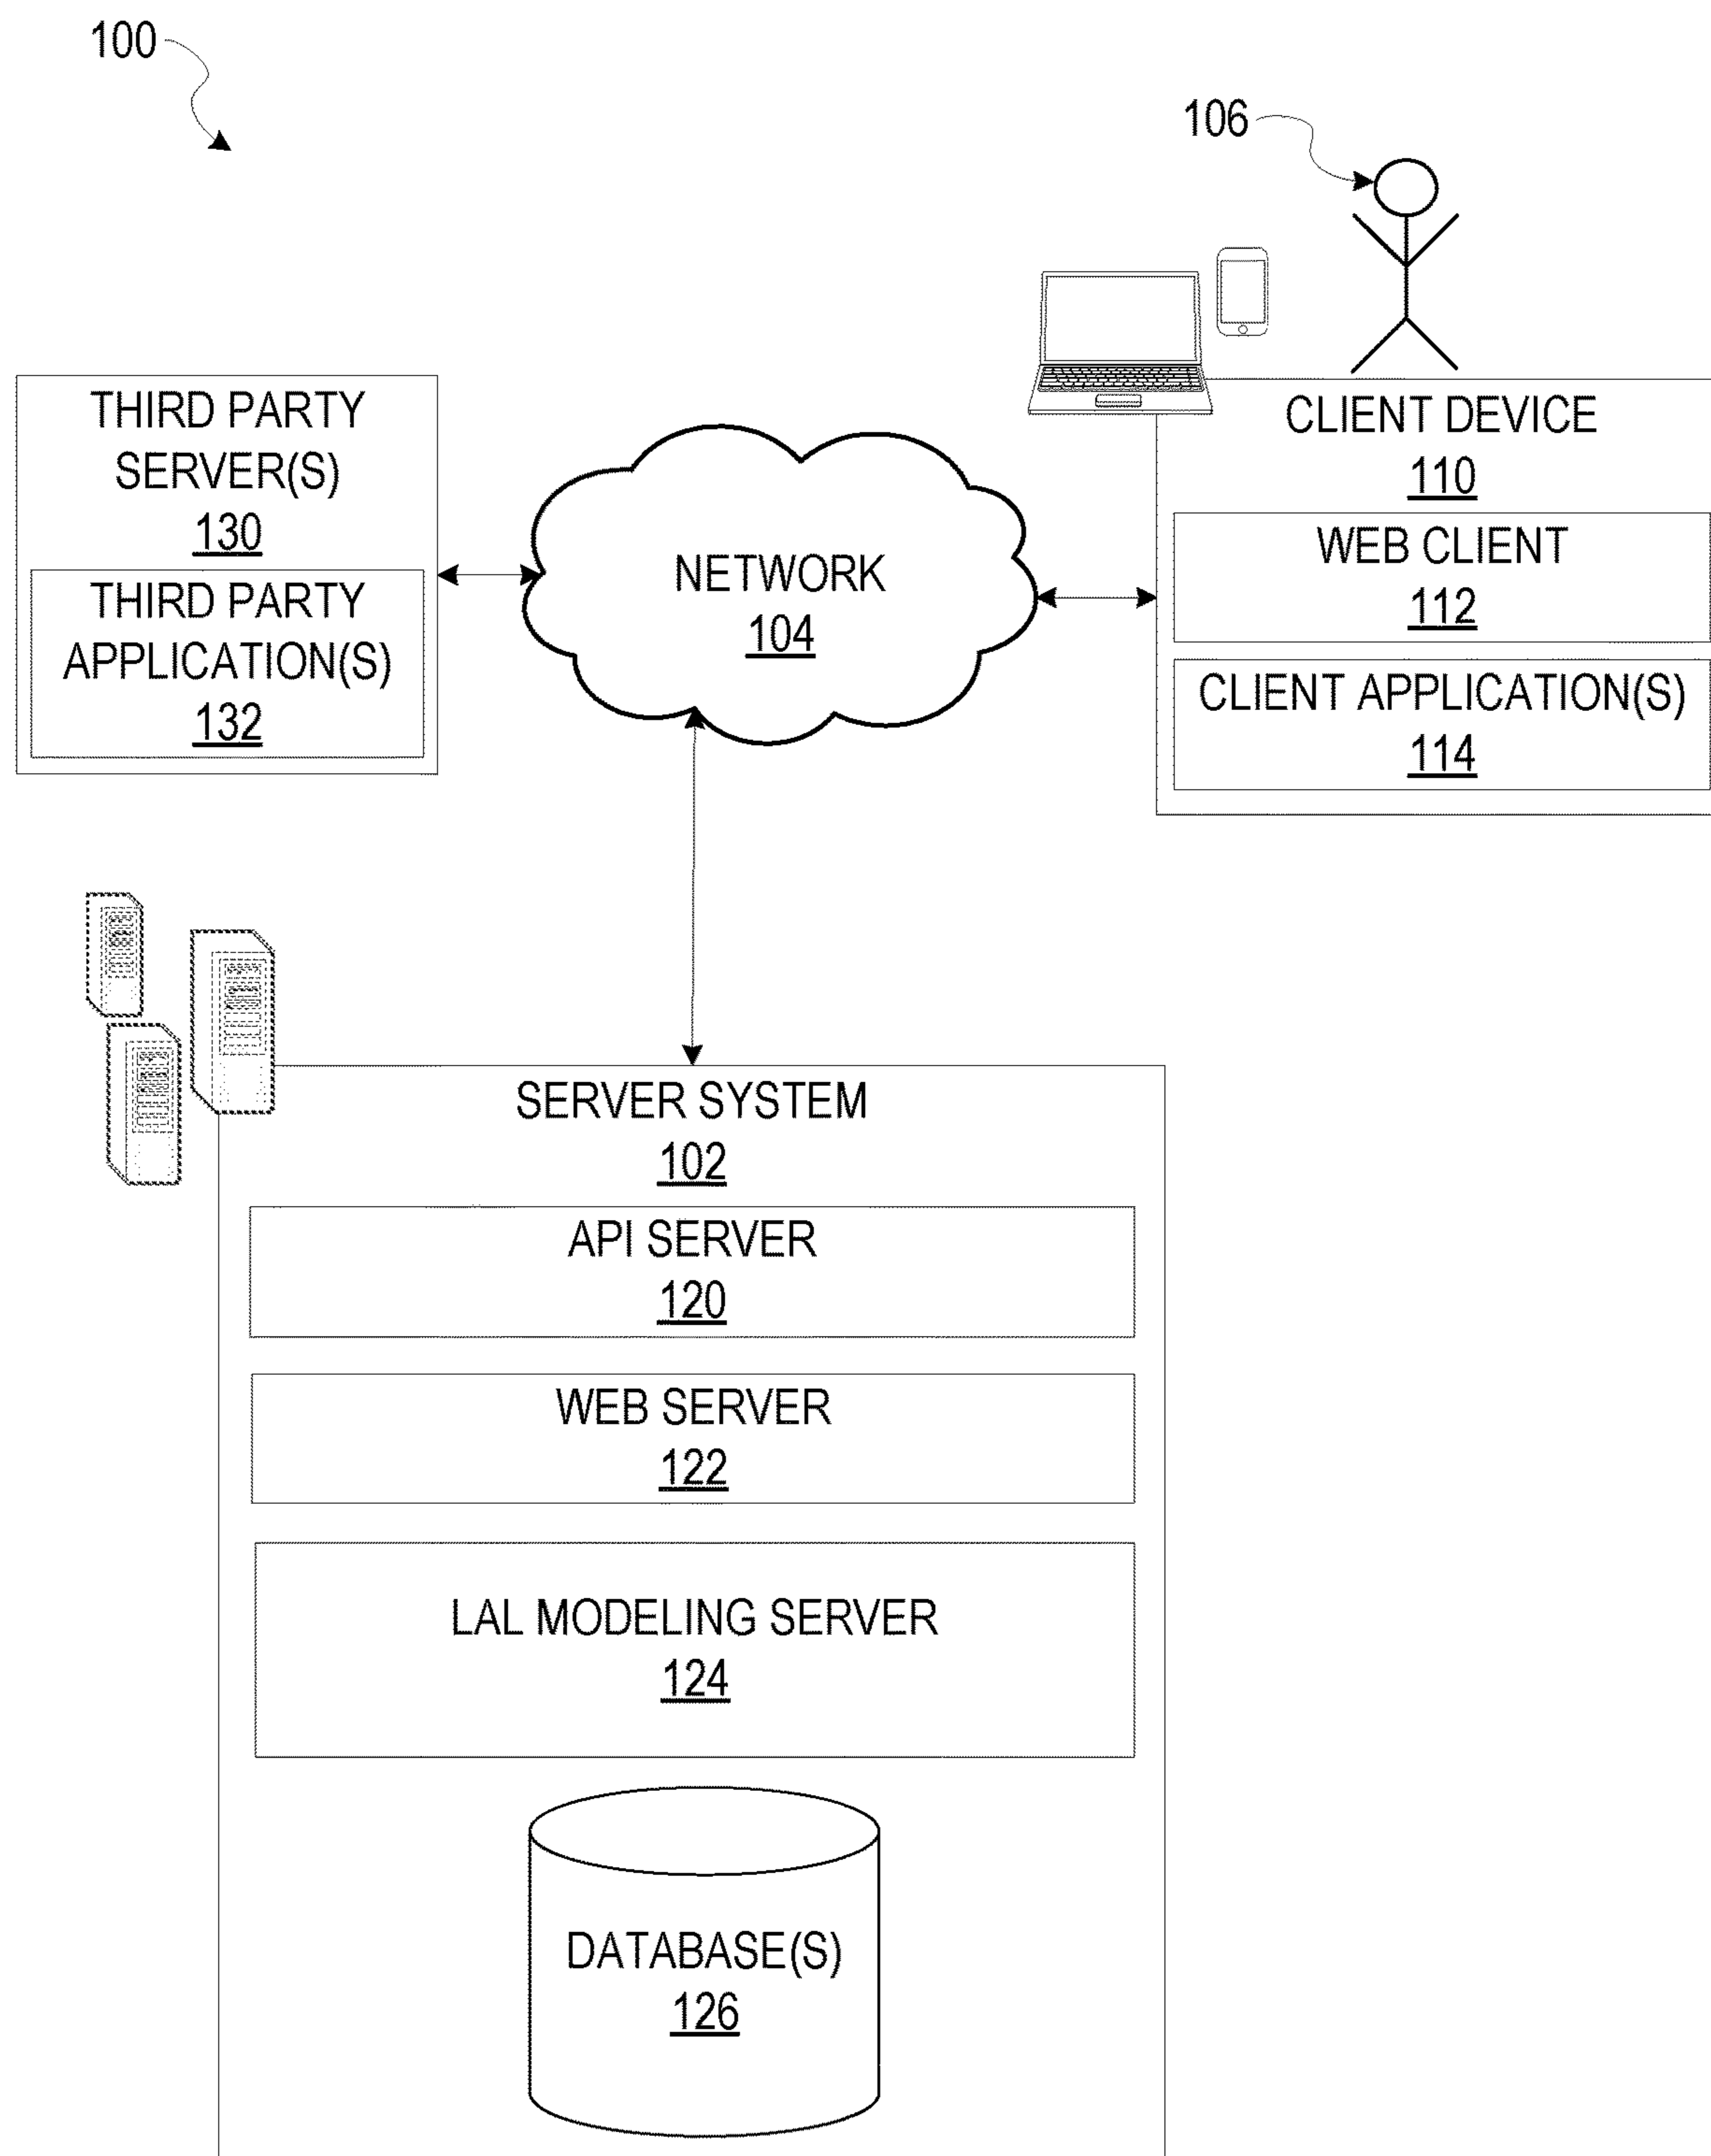 100
106
THIRD PARTY
SERVER(S)
130
THIRD PARTY
APPLICATION(S)
132
NETWORK
104
CLIENT DEVICE
110
WEB CLIENT
112
CLIENT APPLICATION(S)
114
SERVER SYSTEM
102
API SERVER
120
WEB SERVER
122
LAL MODELING SERVER
124
DATABASE(S)
126